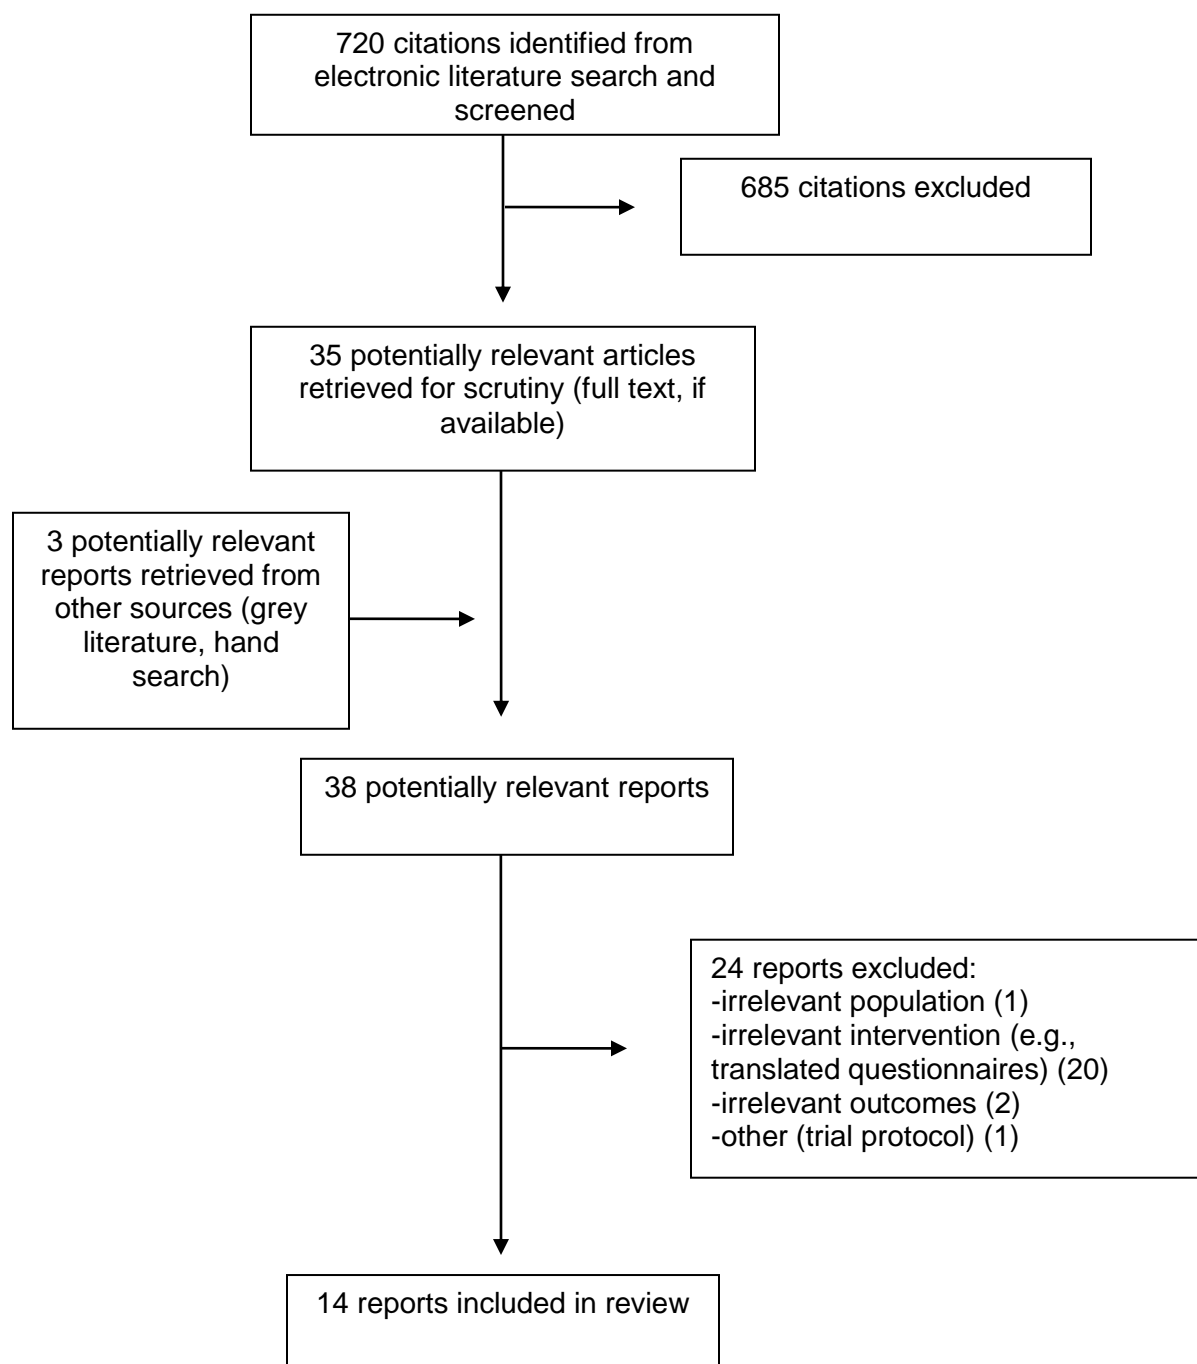 720 citations identified from
electronic literature search and
screened
685 citations excluded
35 potentially relevant articles
retrieved for scrutiny (full text, if
available)
3 potentially relevant
reports retrieved from
other sources (grey
literature, hand
search)
38 potentially relevant reports
24 reports excluded:
-irrelevant population (1)
-irrelevant intervention (e.g.,
translated questionnaires) (20)
-irrelevant outcomes (2)
-other (trial protocol) (1)
14 reports included in review